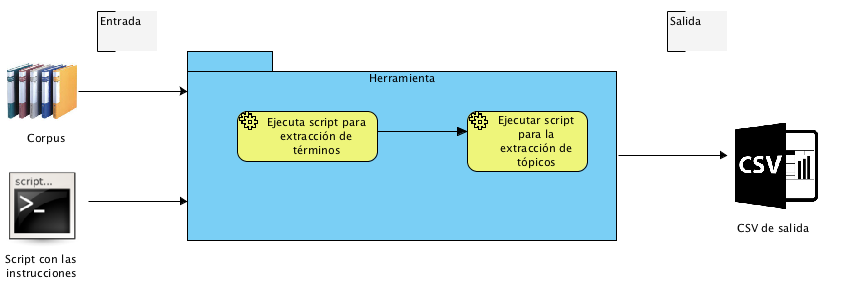 Entrada
Salida
Herramienta
Corpus
Ejecuta script para
extracción de
términos
Ejecutar script
para la
extracción de
tópicos
script...
>_
Script con las
instrucciones
CSV
CSV de salida